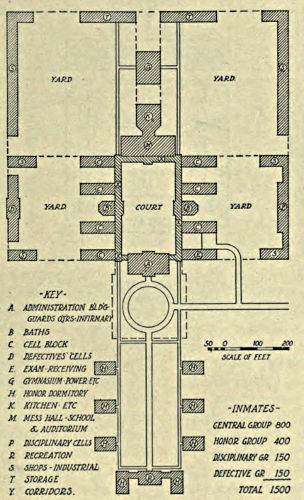 YARD
YARD
YARD
COURT
YARD
-KEY-
A. ADMINISTRATION BLDG-
GUARDS QTRS-INFIRMARY
B BATHS
C CELL BLOCK
D DEFECTIVES' CELLS
E EXAM-RECEIVING
G GYMNASIUM-POWER-ETC
H HONOR DORMITORY
K KITCHEN-ETC
M MESS HALL-SCHOOL
& AUDITORIUM
P DISCIPLINARY CELLS
R RECREATION
S SHOPS-INDUSTRIAL
T STORAGE
Y. CORRIDORS.
50 0 100 200
SCALE OF FEET
-INMATES-
CENTRAL GROUP 800
HONOR GROUP 400
DISCIPLINARY GR 150
DEFECTIVE GR 150
TOTAL 1500